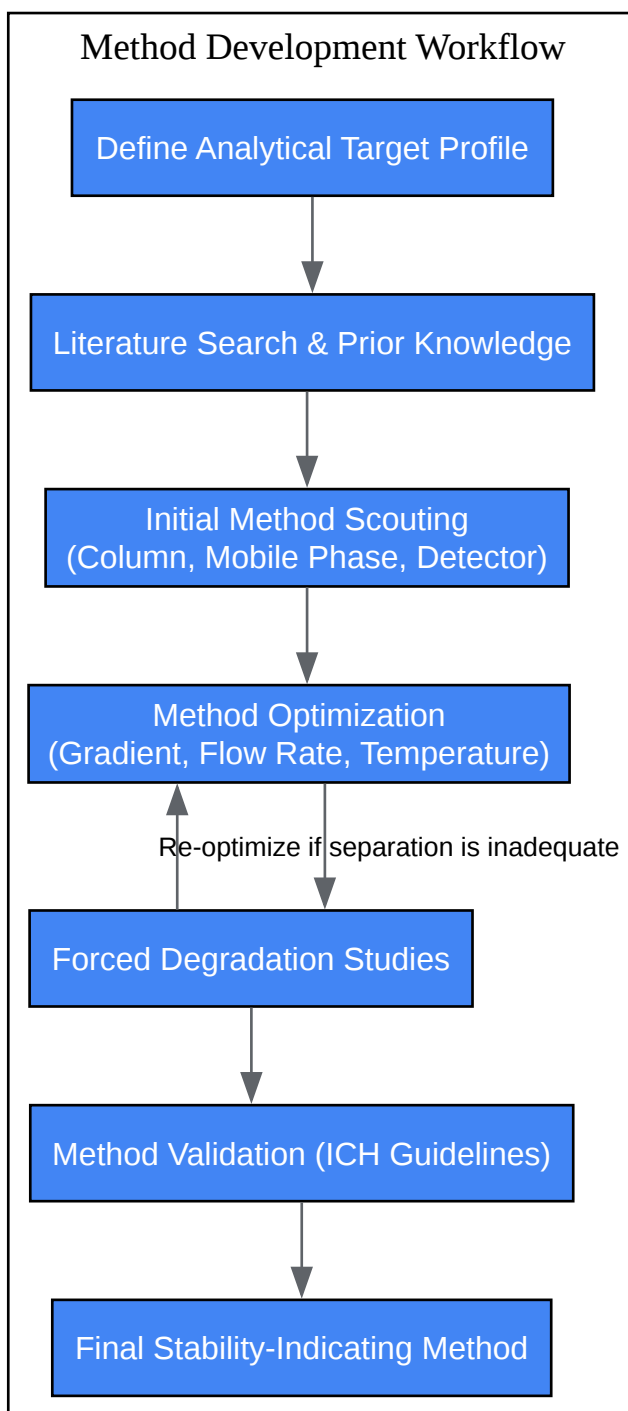 Method Development Workflow
Define Analytical Target Profile
Literature Search & Prior Knowledge
Initial Method Scouting
(Column, Mobile Phase, Detector)
Method Optimization
(Gradient, Flow Rate, Temperature)
Re-optimize if separation is inadequate
Forced Degradation Studies
Method Validation (ICH Guidelines)
Final Stability-Indicating Method